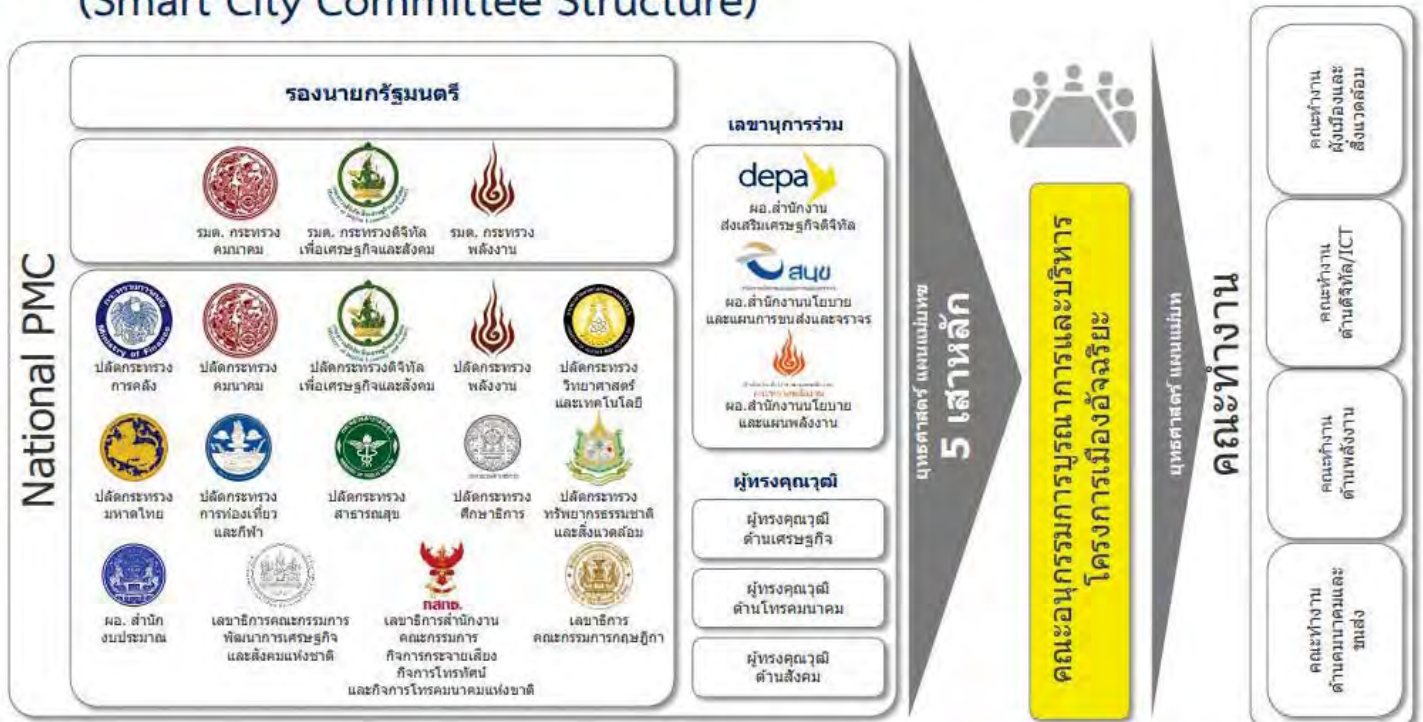 (Smart City Committee Structure)
National PMC
รองนายกรัฐมนตรี
รมต. กระทรวง
คมนาคม
รมต. กระทรวงดิจิทัล
เพื่อเศรษฐกิจและสังคม
รมต. กระทรวง
พลังงาน
Ministry of Finance
ปลัดกระทรวง
การคลัง
ปลัดกระทรวง
คมนาคม
ปลัดกระทรวงดิจิทัล
เพื่อเศรษฐกิจและสังคม
ปลัดกระทรวง
พลังงาน
ปลัดกระทรวง
วิทยาศาสตร์
และเทคโนโลยี
ปลัดกระทรวง
มหาดไทย
ปลัดกระทรวง
การท่องเที่ยว
และกีฬา
ปลัดกระทรวง
สาธารณสุข
ปลัดกระทรวง
ศึกษาธิการ
ปลัดกระทรวง
ทรัพยากรธรรมชาติ
และสิ่งแวดล้อม
ผอ. สำนัก
งบประมาณ
เลขาธิการคณะกรรมการ
พัฒนาการเศรษฐกิจ
และสังคมแห่งชาติ
กสทช.
เลขาธิการสำนักงาน
คณะกรรมการ
กิจการกระจายเสียง
กิจการโทรทัศน์
และกิจการโทรคมนาคมแห่งชาติ
เลขาธิการ
คณะกรรมการกฤษฎีกา
เลขานุการร่วม
depa
ผอ.สำนักงาน
ส่งเสริมเศรษฐกิจดิจิทัล
สนข
ผอ.สำนักงานนโยบาย
และแผนการขนส่งและจราจร
ผอ.สำนักงานนโยบาย
และแผนพลังงาน
ผู้ทรงคุณวุฒิ
ผู้ทรงคุณวุฒิ
ด้านเศรษฐกิจ
ผู้ทรงคุณวุฒิ
ด้านโทรคมนาคม
ผู้ทรงคุณวุฒิ
ด้านสังคม
ยุทธศาสตร์ แผนแม่บทข
5 เสาหลัก
คณะอนุกรรมการบูรณาการและบริหาร
โครงการเมืองอัจฉริยะ
ยุทธศาสตร์ แผนแม่บท
คณะทำงาน
คณะทำงาน
ผังเมืองและ
สิ่งแวดล้อม
คณะทำงาน
ด้านดิจิทัล/ICT
คณะทำงาน
ด้านพลังงาน
คณะทำงาน
ด้านคมนาคมและ
ขนส่ง